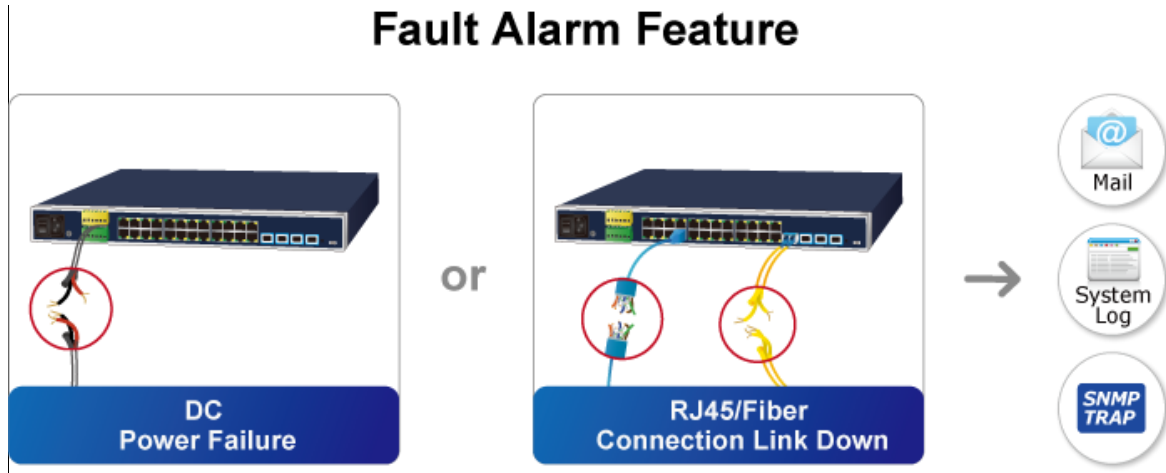 Fault Alarm Feature
DC
Power Failure
or
RJ45/Fiber
Connection Link Down
Mail
System
Log
SNMP
TRAP